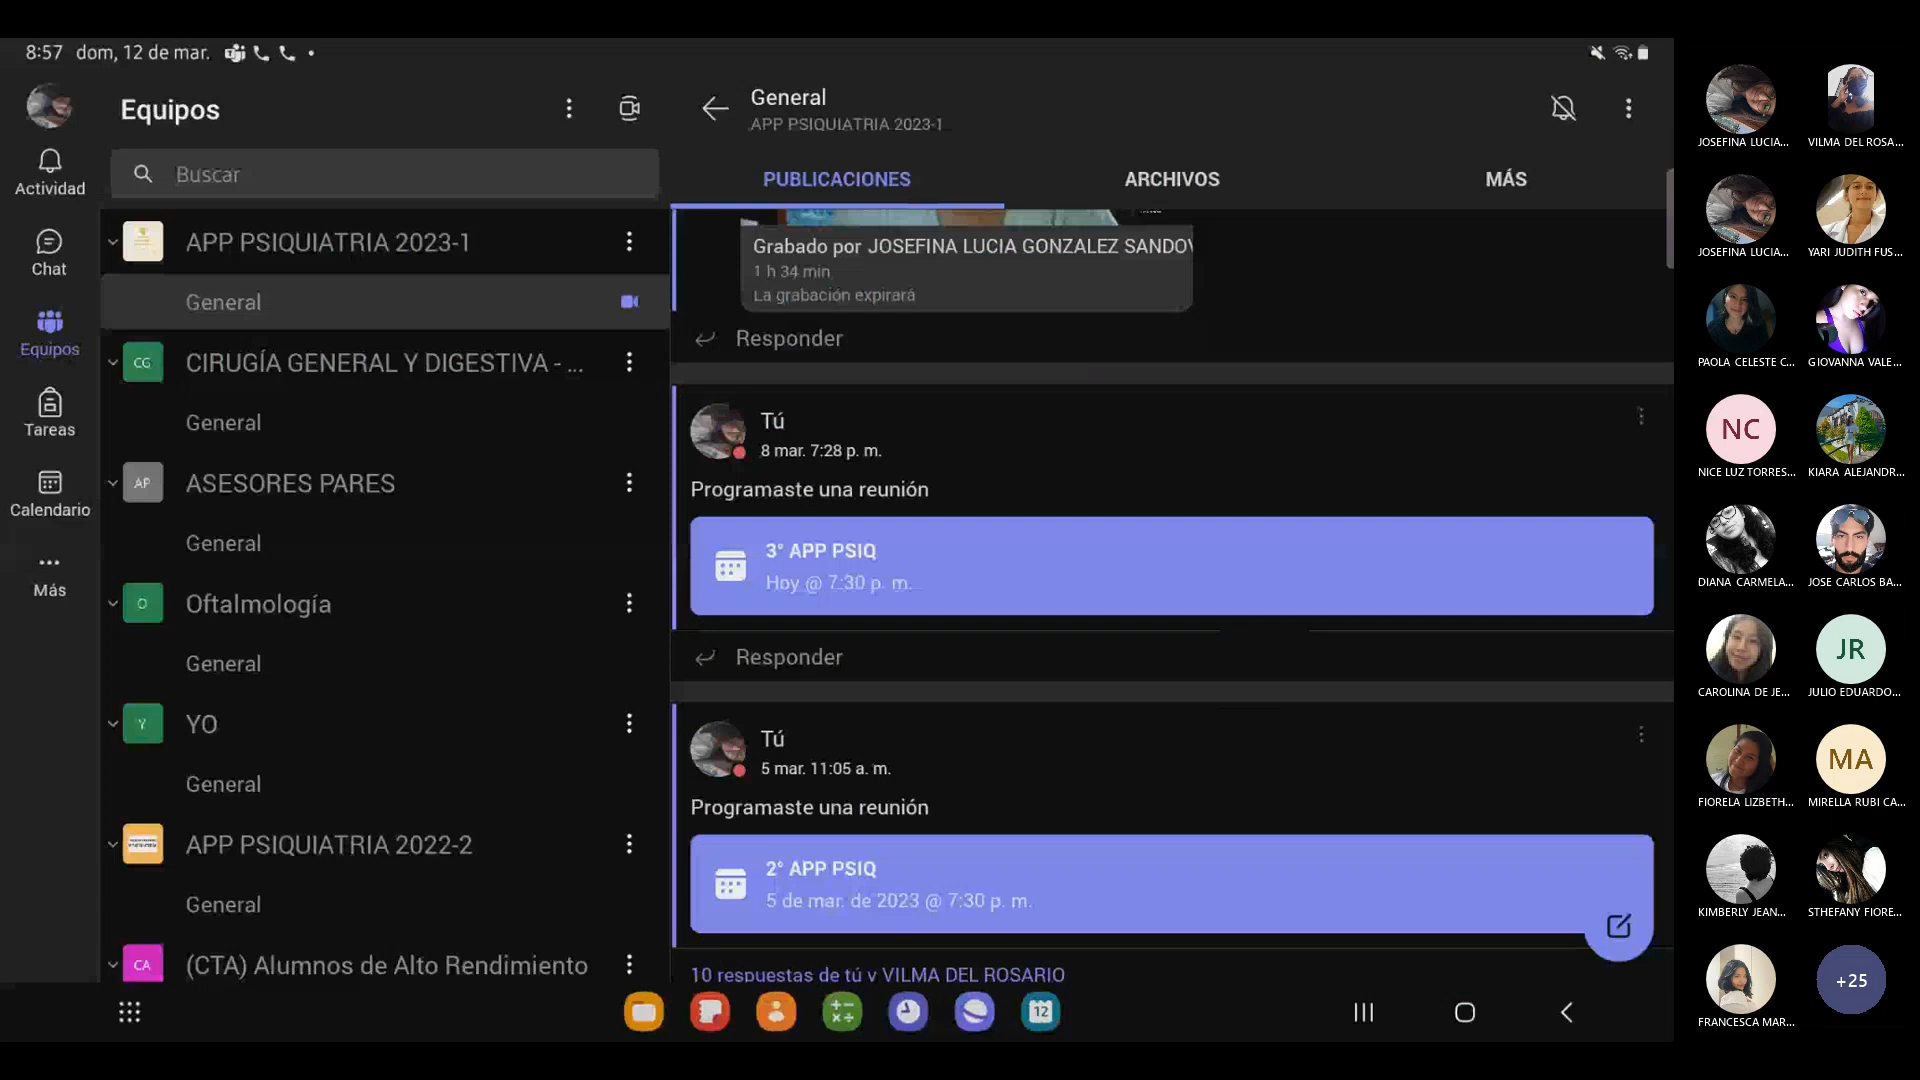 8:57 dom, 12 de mar.
Equipos
Buscar
Actividad
Chat
Equipos
Tareas
Calendario
Más
APP PSIQUIATRIA 2023-1
General
CG
CIRUGÍA GENERAL Y DIGESTIVA - ...
General
AP
ASESORES PARES
General
O
Oftalmología
General
Y
YO
General
APP PSIQUIATRIA 2022-2
General
CA
(CTA) Alumnos de Alto Rendimiento
General
APP PSIQUIATRIA 2023-1
PUBLICACIONES
ARCHIVOS
MÁS
Grabado por JOSEFINA LUCIA GONZALEZ SANDOV
1 h 34 min
La grabación expirará
Responder
Tú
8 mar. 7:28 p. m.
Programaste una reunión
3° APP PSIQ
Hoy @ 7:30 p. m.
Responder
Tú
5 mar. 11:05 a. m.
Programaste una reunión
2° APP PSIQ
5 de mar. de 2023 @ 7:30 p. m.
10 respuestas de tú y VILMA DEL ROSARIO
12
JOSEFINA LUCIA...
VILMA DEL ROSA...
JOSEFINA LUCIA...
YARI JUDITH FUS...
PAOLA CELESTE C...
GIOVANNA VALE...
NC
NICE LUZ TORRES...
KIARA ALEJANDR...
DIANA CARMELA...
JOSE CARLOS BA...
CAROLINA DE JE...
JR
JULIO EDUARDO...
FIORELA LIZBETH...
MA
MIRELLA RUBI CA...
KIMBERLY JEAN...
STHEFANY FIORE...
FRANCESCA MAR...
+25